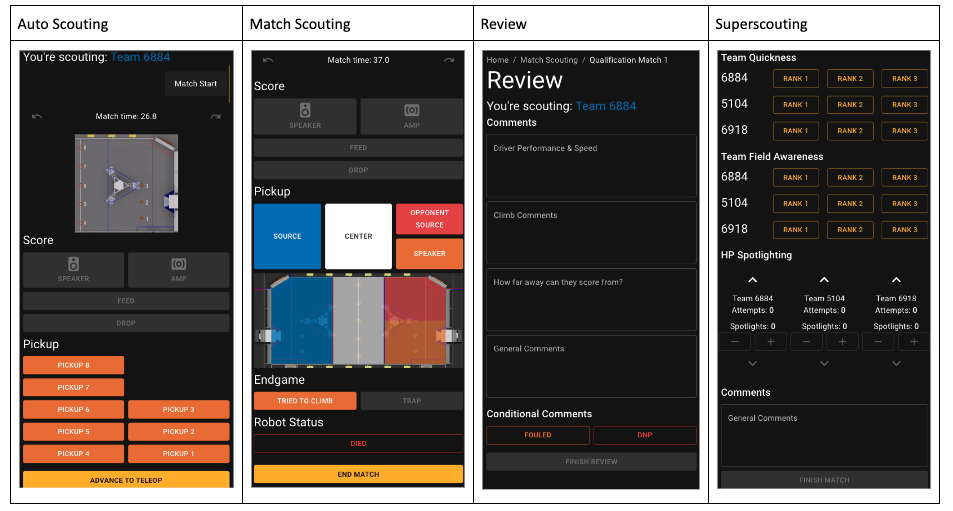 Auto Scouting
Match Scouting
Review
Superscouting
You're scouting: Team 6884
Match Start
Match time: 26.8
8
7
6
5
4
3
2
1
Score
SPEAKER
AMP
FEED
DROP
Pickup
PICKUP 8
PICKUP 7
PICKUP 6
PICKUP 3
PICKUP 5
PICKUP 2
PICKUP 4
PICKUP 1
ADVANCE TO TELEOP
Match time: 37.0
Score
SPEAKER
AMP
FEED
DROP
Pickup
SOURCE
CENTER
OPPONENT
SOURCE
SPEAKER
Endgame
TRIED TO CLIMB
TRAP
Robot Status
DIED
END MATCH
Home / Match Scouting / Qualification Match 1
Review
You're scouting: Team 6884
Comments
Driver Performance & Speed
Climb Comments
How far away can they score from?
General Comments
Conditional Comments
FOULED
DNP
FINISH REVIEW
Team Quickness
6884 RANK 1 RANK 2 RANK 3
5104 RANK 1 RANK 2 RANK 3
6918 RANK 1 RANK 2 RANK 3
Team Field Awareness
6884 RANK 1 RANK 2 RANK 3
5104 RANK 1 RANK 2 RANK 3
6918 RANK 1 RANK 2 RANK 3
HP Spotlighting
Team 6884 Team 5104 Team 6918
Attempts: 0 Attempts: 0 Attempts: 0
Spotlights: 0 Spotlights: 0 Spotlights: 0
− + − + − +
Comments
General Comments
FINISH MATCH